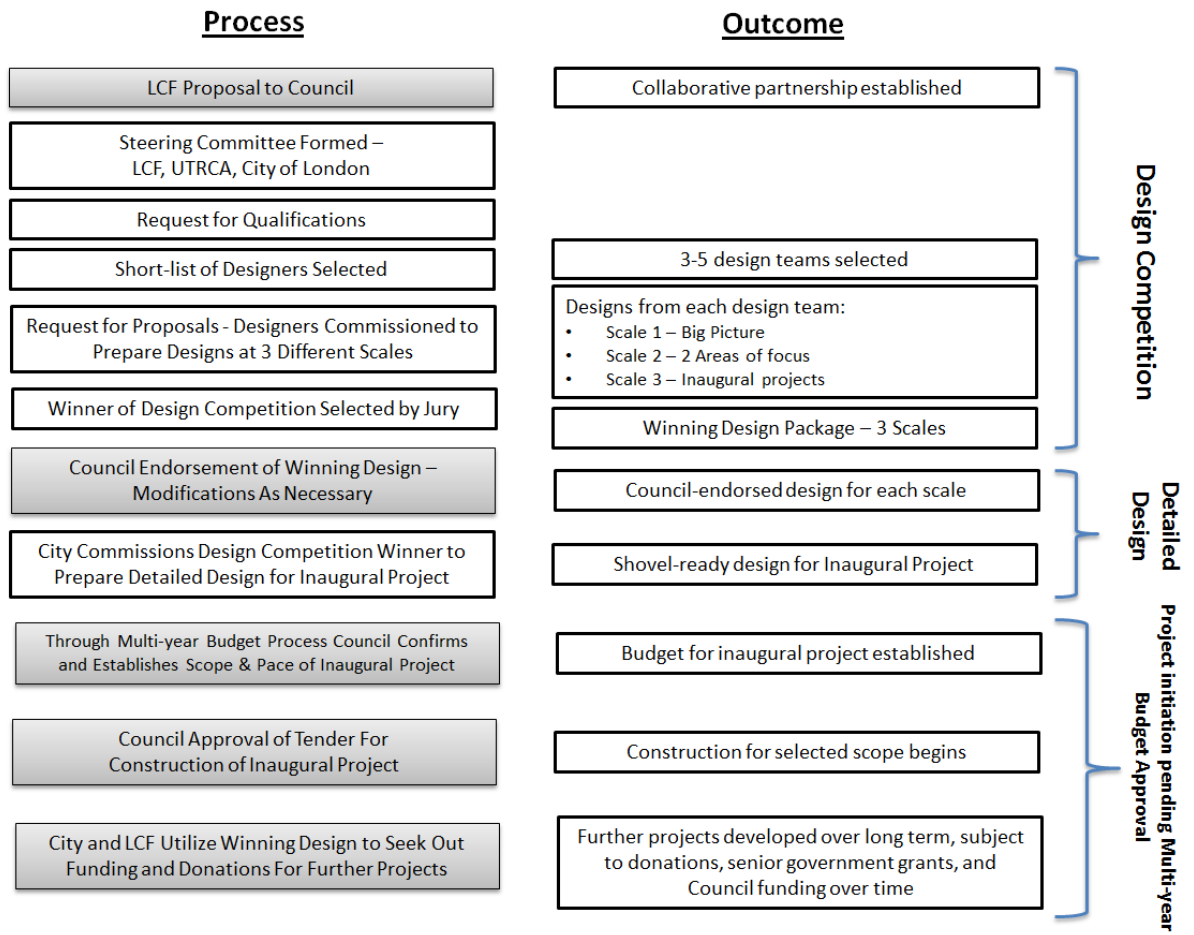 Process
Outcome
LCF Proposal to Council
Collaborative partnership established
Steering Committee Formed –
LCF, UTRCA, City of London
Request for Qualifications
Short-list of Designers Selected
3-5 design teams selected
Request for Proposals - Designers Commissioned to
Prepare Designs at 3 Different Scales
Designs from each design team:
• Scale 1 – Big Picture
• Scale 2 – 2 Areas of focus
• Scale 3 – Inaugural projects
Winner of Design Competition Selected by Jury
Winning Design Package – 3 Scales
Design Competition
Council Endorsement of Winning Design –
Modifications As Necessary
Council-endorsed design for each scale
City Commissions Design Competition Winner to
Prepare Detailed Design for Inaugural Project
Shovel-ready design for Inaugural Project
Detailed
Design
Through Multi-year Budget Process Council Confirms
and Establishes Scope & Pace of Inaugural Project
Budget for inaugural project established
Council Approval of Tender For
Construction of Inaugural Project
Construction for selected scope begins
City and LCF Utilize Winning Design to Seek Out
Funding and Donations For Further Projects
Further projects developed over long term, subject
to donations, senior government grants, and
Council funding over time
Project initiation pending Multi-year
Budget Approval